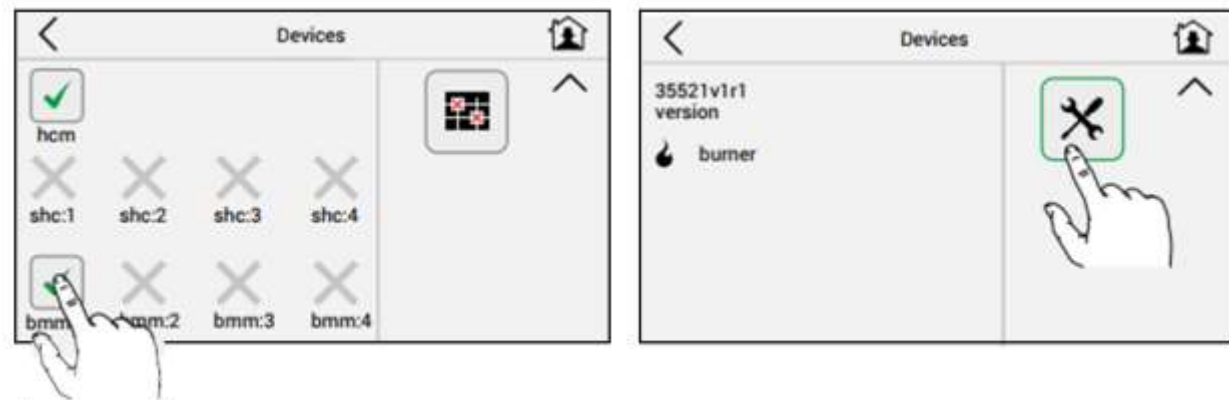 Devices
hcm
shc:1 shc:2 shc:3 shc:4
bmm bmm:2 bmm:3 bmm:4
Devices
35521v1r1
version
burner